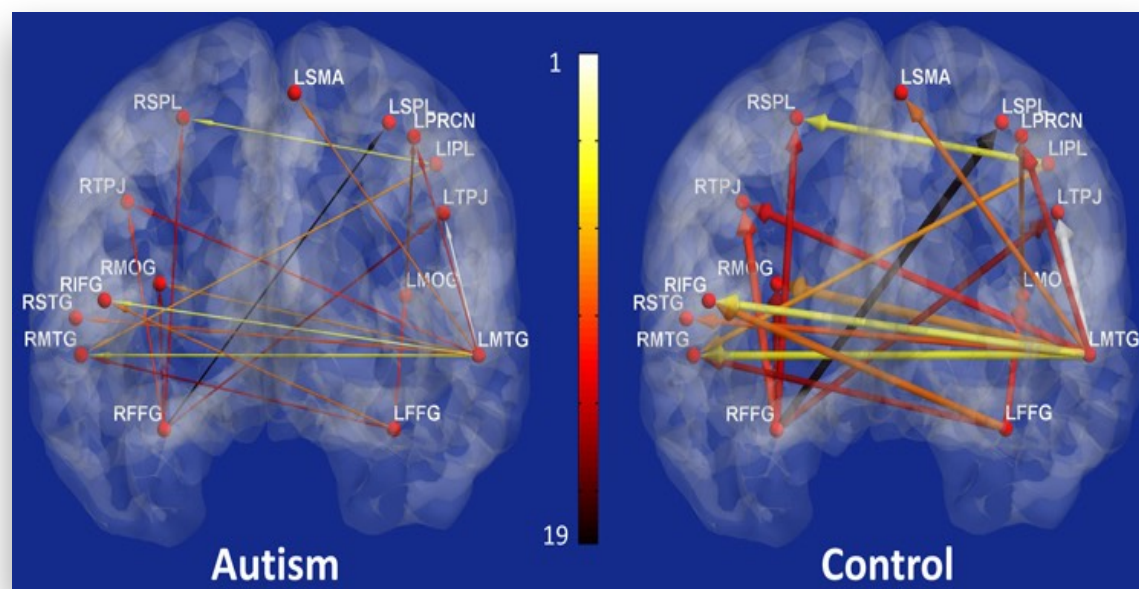 LSMA
RSPL
LSPL
LPRCN
LIPL
RTPJ
LTPJ
RMOG
LMOG
RIFG
RSTG
RMTG
LMTG
RFFG
LFFG
Autism
1
19
LSMA
RSPL
LSPL
LPRCN
LIPL
RTPJ
LTPJ
RMOG
LMO
RIFG
RSTG
RMTG
LMTG
RFFG
LFFG
Control